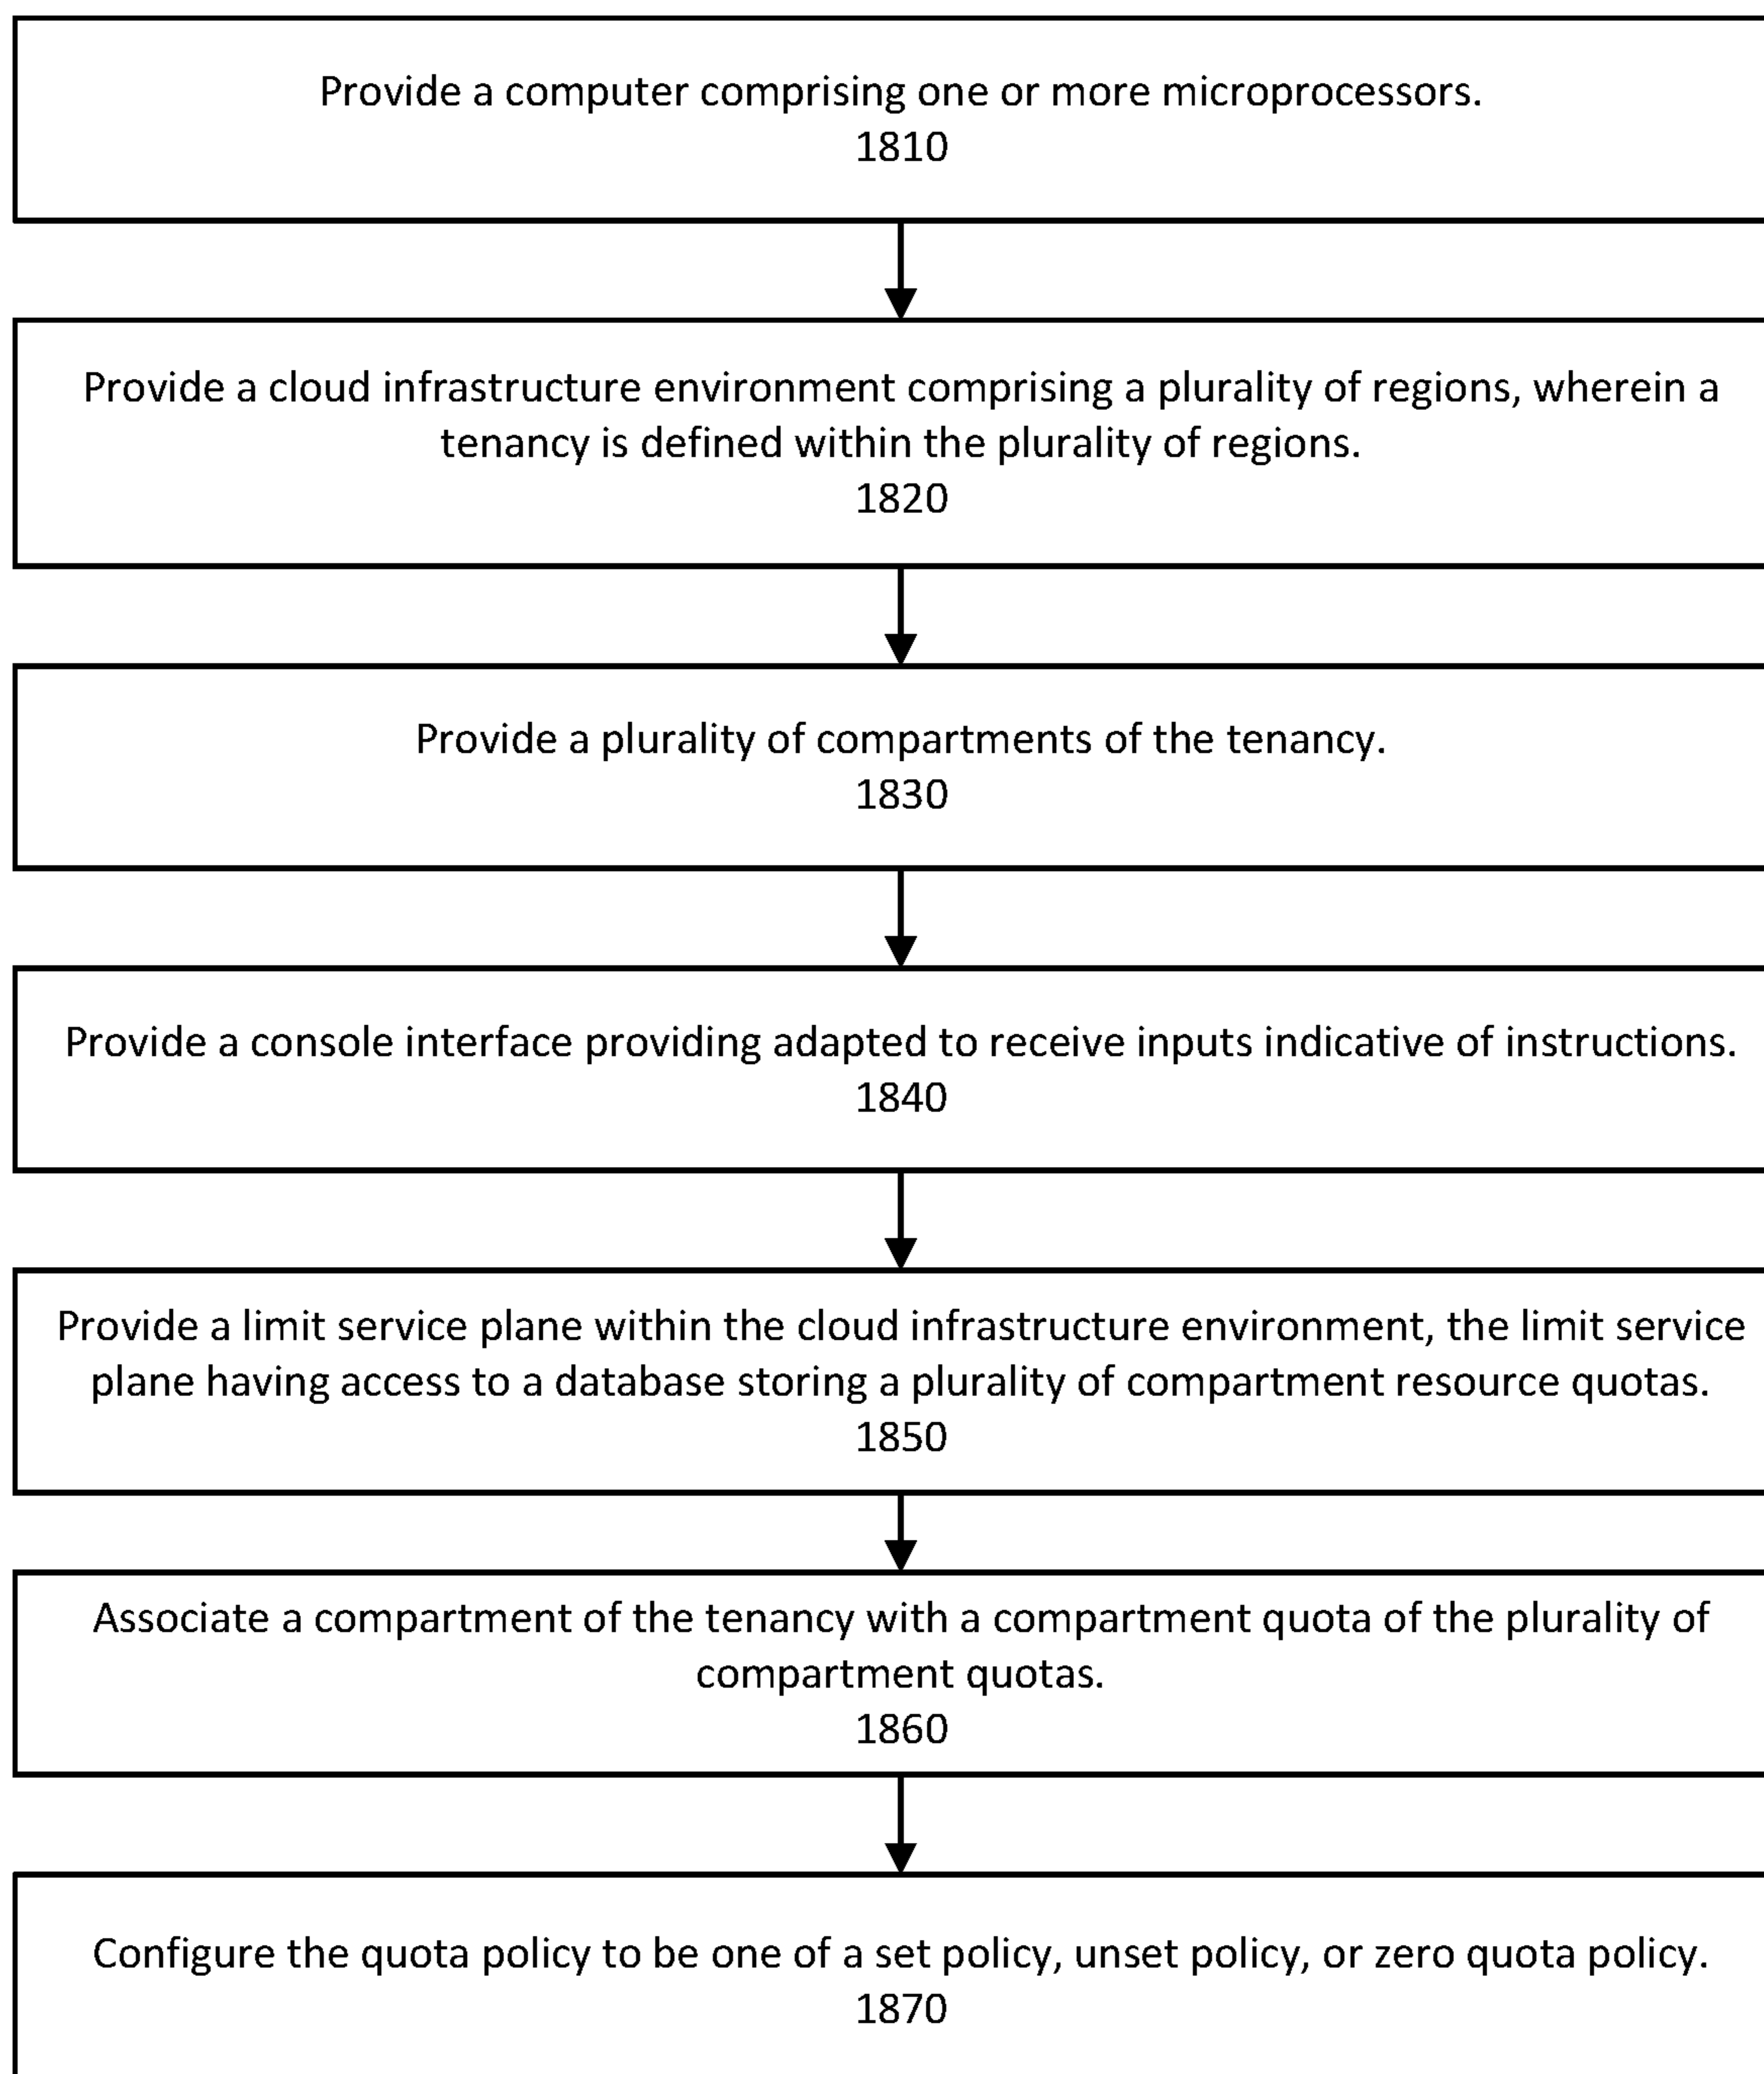 Provide a computer comprising one or more microprocessors.
1810
Provide a cloud infrastructure environment comprising a plurality of regions, wherein a
tenancy is defined within the plurality of regions.
1820
Provide a plurality of compartments of the tenancy.
1830
Provide a console interface providing adapted to receive inputs indicative of instructions.
1840
Provide a limit service plane within the cloud infrastructure environment, the limit service
plane having access to a database storing a plurality of compartment resource quotas.
1850
Associate a compartment of the tenancy with a compartment quota of the plurality of
compartment quotas.
1860
Configure the quota policy to be one of a set policy, unset policy, or zero quota policy.
1870